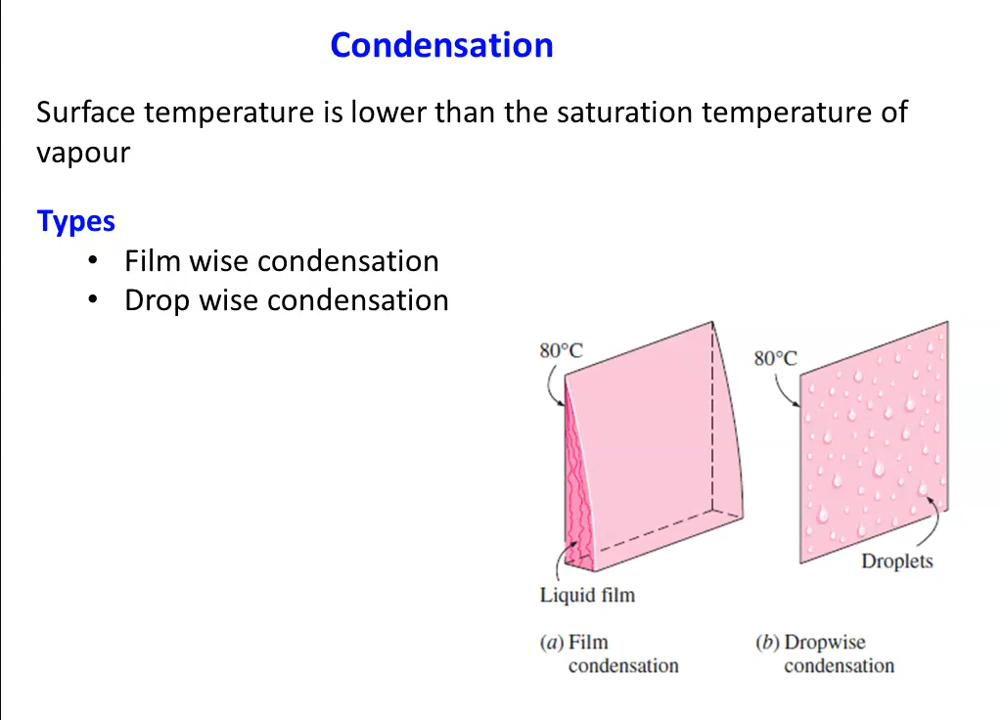 Condensation
Surface temperature is lower than the saturation temperature of
vapour
Types
• Film wise condensation
• Drop wise condensation
80°C
80°C
Droplets
Liquid film
(a) Film
condensation
(b) Dropwise
condensation